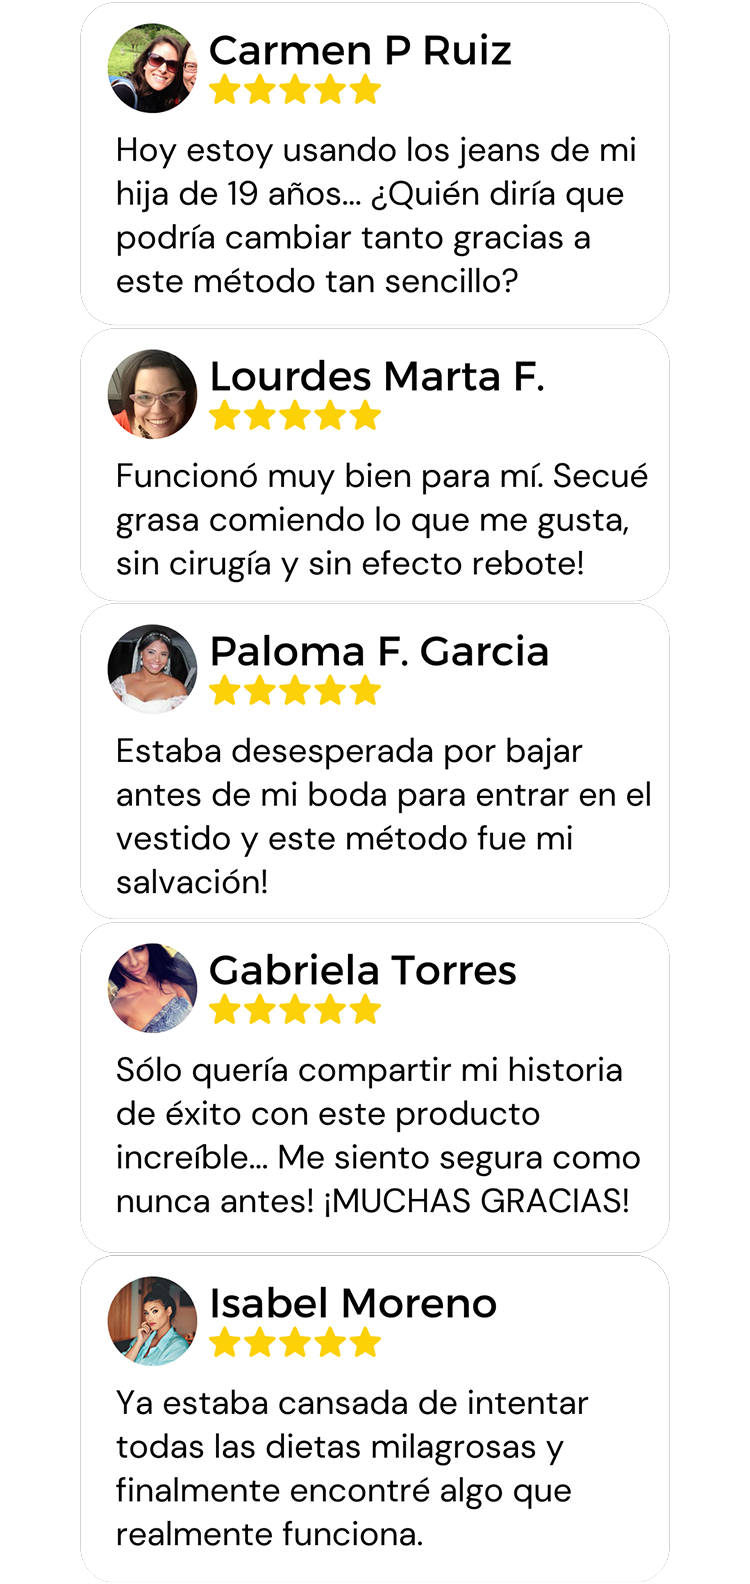 Carmen P Ruiz
Hoy estoy usando los jeans de mi
hija de 19 años... ¿Quién diría que
podría cambiar tanto gracias a
este método tan sencillo?
Lourdes Marta F.
Funcionó muy bien para mí. Secué
grasa comiendo lo que me gusta,
sin cirugía y sin efecto rebote!
Paloma F. Garcia
Estaba desesperada por bajar
antes de mi boda para entrar en el
vestido y este método fue mi
salvación!
Gabriela Torres
Sólo quería compartir mi historia
de éxito con este producto
increíble... Me siento segura como
nunca antes! ¡MUCHAS GRACIAS!
Isabel Moreno
Ya estaba cansada de intentar
todas las dietas milagrosas y
finalmente encontré algo que
realmente funciona.